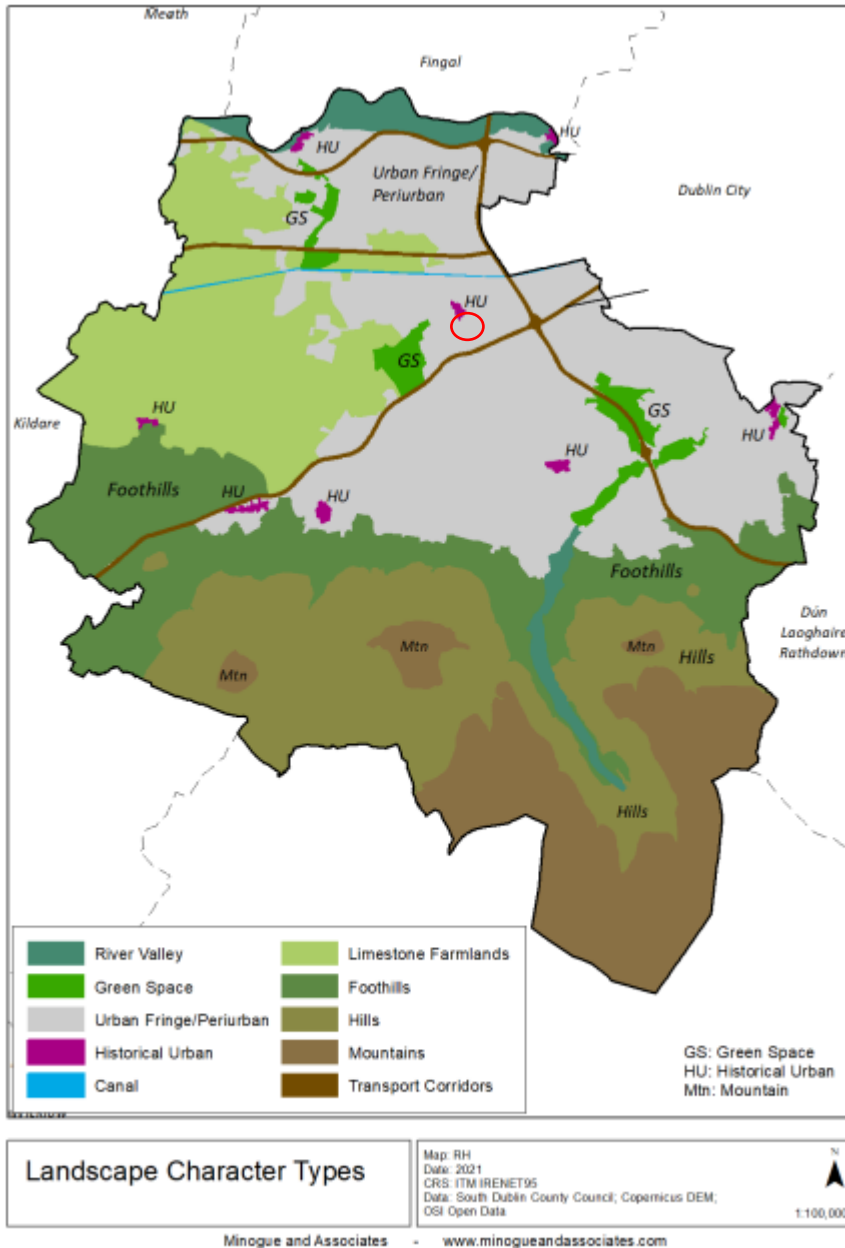 Meath
Fingal
HU
HU
Urban Fringe/
Periurban
Dublin City
GS
HU
GS
Kildare
HU
GS
HU
HU
Foothills
HU
HU
Foothills
Dún
Laoghaire
Rathdown
Mtn
Mtn
Hills
Mtn
Hills
River Valley
Limestone Farmlands
Green Space
Foothills
Urban Fringe/Periurban
Hills
Historical Urban
Mountains
Canal
Transport Corridors
GS: Green Space
HU: Historical Urban
Mtn: Mountain
Landscape Character Types
Map: RH
Date: 2021
CRS: ITM IRENET95
Data: South Dublin County Council; Copernicus DEM;
OSI Open Data
N
1:100,000
Minogue and Associates - www.minogueandassociates.com